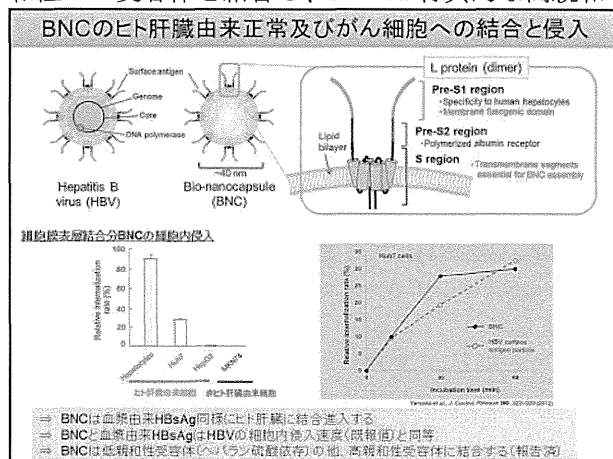 BNCのヒト肝臓由来正常及びがん細胞への結合と侵入
Surface antigen
Genome
Core
DNA polymerase
Hepatitis B
virus (HBV)
~40 nm
Bio-nanocapsule
(BNC)
L protein (dimer)
Pre-S1 region
・Specificity to human hepatocytes
・Membrane fusogenic domain
Pre-S2 region
・Polymerized albumin receptor
Lipid
bilayer
S region
・Transmembrane segments
essential for BNC assembly
細胞膜表層結合分BNCの細胞内侵入
Relative internalization
rate (%)
100
80
60
40
20
0
Hepatocytes
Huh7
HepG2
MKN74
ヒト肝臓由来細胞
非ヒト肝臓由来細胞
Huh7 cells
Relative internalization rate (%)
BNC
HBV surface
antigen particle
Incubation time (min)
⇒ BNCは血漿由来HBsAg同様にヒト肝臓に結合進入する
⇒ BNCと血漿由来HBsAgはHBVの細胞内侵入速度(既報値)と同等
⇒ BNCは低親和性受容体(ヘパラン硫酸依存)の他、高親和性受容体に結合する(報告済)